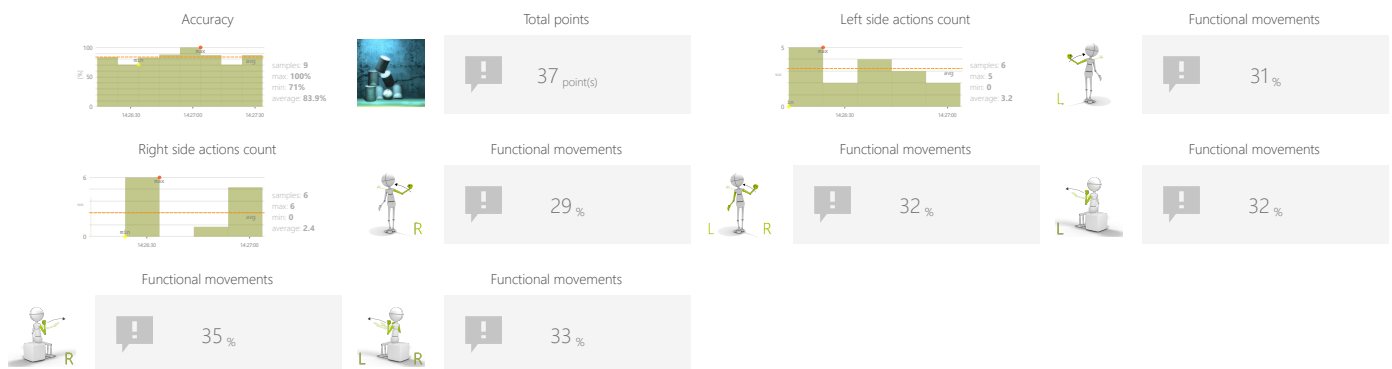 Accuracy
100
max
min
avg
[%]
50
0
14:26:30
14:27:00
14:27:30
samples: 9
max: 100%
min: 71%
average: 83.9%
Total points
37 point(s)
Left side actions count
5
max
avg
0
14:26:30
14:27:00
samples: 6
max: 5
min: 0
average: 3.2
Functional movements
L
31 %
Right side actions count
6
max
avg
min
0
14:26:30
14:27:00
samples: 6
max: 6
min: 0
average: 2.4
Functional movements
R
29 %
Functional movements
L R
32 %
Functional movements
L
32 %
Functional movements
R
35 %
Functional movements
L R
33 %